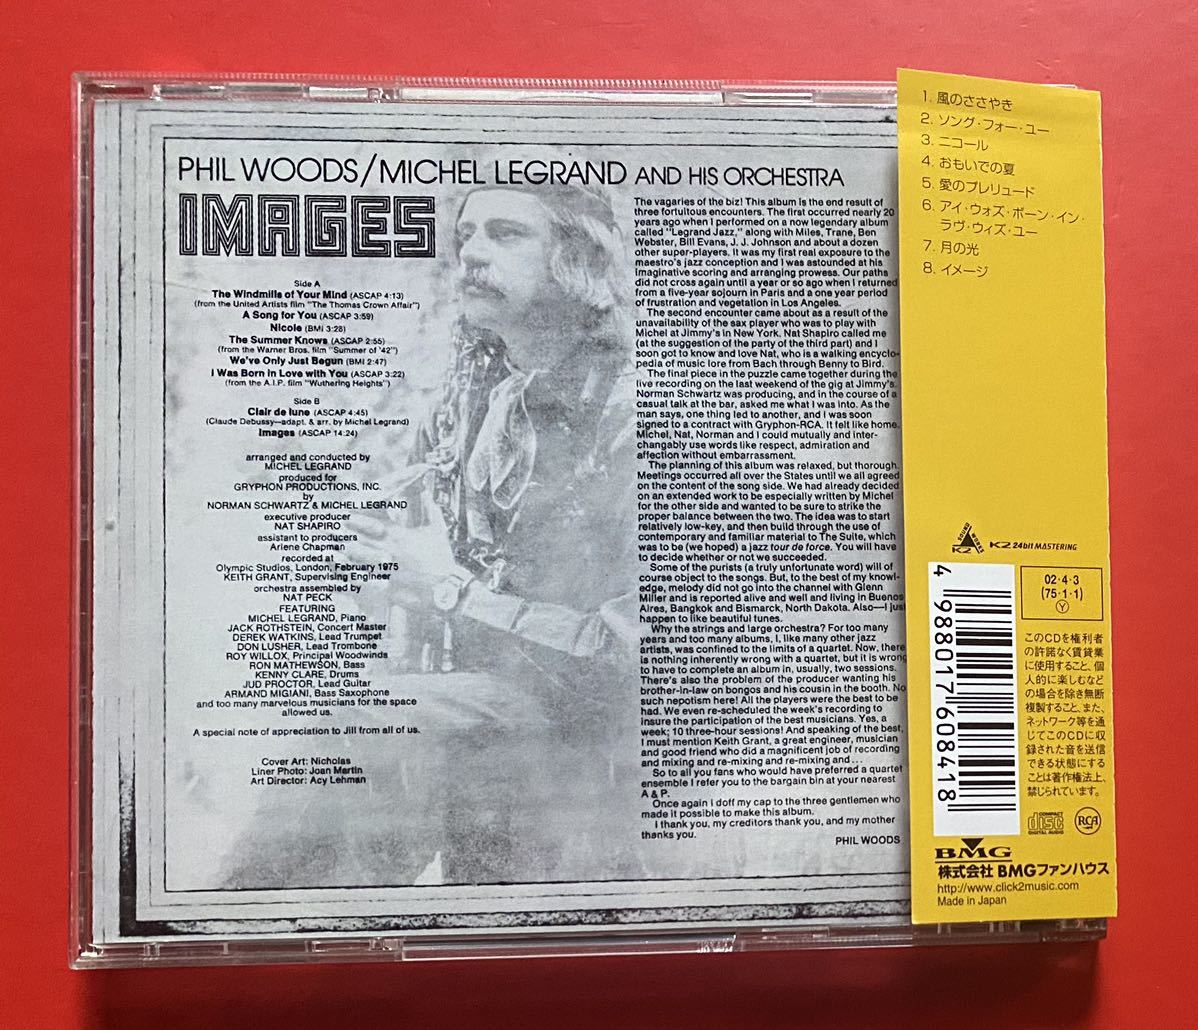 PHIL WOODS/MICHEL LEGRAND AND HIS ORCHESTRA
IMAGES
Side A
The Windmills of Your Mind (ASCAP 4:13)
(from the United Artists film "The Thomas Crown Affair")
A Song for You (ASCAP 3:59)
Nicole (BMI 3:28)
The Summer Knows (ASCAP 2:55)
(from the Warner Bros. film "Summer of '42")
We've Only Just Begun (BMI 2:47)
I Was Born in Love with You (ASCAP 3:22)
(from the A.I.P. film "Wuthering Heights")
Side B
Clair de lune (ASCAP 4:45)
(Claude Debussy—adapt. & arr. by Michel Legrand)
Images (ASCAP 14:24)
arranged and conducted by
MICHEL LEGRAND
produced for
GRYPHON PRODUCTIONS, INC.
by
NORMAN SCHWARTZ & MICHEL LEGRAND
executive producer
NAT SHAPIRO
assistant to producers
Arlene Chapman
recorded at
Olympic Studios, London, February 1975
KEITH GRANT, Supervising Engineer
orchestra assembled by
NAT PECK
FEATURING
MICHEL LEGRAND, Piano
JACK ROTHSTEIN, Concert Master
DEREK WATKINS, Lead Trumpet
DON LUSHER, Lead Trombone
ROY WILLOX, Principal Woodwinds
RON MATHEWSON, Bass
KENNY CLARE, Drums
JUD PROCTOR, Lead Guitar
ARMAND MIGIANI, Bass Saxophone
and too many marvelous musicians for the space
allowed us.
A special note of appreciation to Jill from all of us.
Cover Art: Nicholas
Liner Photo: Joan Martin
Art Director: Acy Lehman
The vagaries of the biz! This album is the end result of
three fortuitous encounters. The first occurred nearly 20
years ago when I performed on a now legendary album
called "Legrand Jazz," along with Miles, Trane, Ben
Webster, Bill Evans, J. J. Johnson and about a dozen
other super-players. It was my first real exposure to the
maestro's jazz conception and I was astounded at his
imaginative scoring and arranging prowess. Our paths
did not cross again until a year or so ago when I returned
from a five-year sojourn in Paris and a one year period
of frustration and vegetation in Los Angeles.
The second encounter came about as a result of the
unavailability of the sax player who was to play with
Michel at Jimmy's in New York. Nat Shapiro called me
(at the suggestion of the party of the third part) and I
soon got to know and love Nat, who is a walking encyclo-
pedia of music lore from Bach through Benny to Bird.
The final piece in the puzzle came together during the
live recording on the last weekend of the gig at Jimmy's.
Norman Schwartz was producing, and in the course of a
casual talk at the bar, asked me what I was into. As the
man says, one thing led to another, and I was soon
signed to a contract with Gryphon-RCA. It felt like home.
Michel, Nat, Norman and I could mutually and inter-
changably use words like respect, admiration and
affection without embarrassment.
The planning of this album was relaxed, but thorough.
Meetings occurred all over the States until we all agreed
on the content of the song side. We had already decided
on an extended work to be especially written by Michel
for the other side and wanted to be sure to strike the
proper balance between the two. The idea was to start
relatively low-key, and then build through the use of
contemporary and familiar material to The Suite, which
was to be (we hoped) a jazz tour de force. You will have
to decide whether or not we succeeded.
Some of the purists (a truly unfortunate word) will of
course object to the songs. But, to the best of my knowl-
edge, melody did not go into the channel with Glenn
Miller and is reported alive and well and living in Buenos
Aires, Bangkok and Bismarck, North Dakota. Also—I just
happen to like beautiful tunes.
Why the strings and large orchestra? For too many
years and too many albums, I, like many other jazz
artists, was confined to the limits of a quartet. Now, there
is nothing inherently wrong with a quartet, but it is wrong
to have to complete an album in, usually, two sessions.
There's also the problem of the producer wanting his
brother-in-law on bongos and his cousin in the booth. No
such nepotism here! All the players were the best to be
had. We even re-scheduled the week's recording to
insure the participation of the best musicians. Yes, a
week; 10 three-hour sessions! And speaking of the best,
I must mention Keith Grant, a great engineer, musician
and good friend who did a magnificent job of recording
and mixing and re-mixing and re-mixing and...
So to all you fans who would have preferred a quartet
ensemble I refer you to the bargain bin at your nearest
A & P.
Once again I doff my cap to the three gentlemen who
made it possible to make this album.
I thank you, my creditors thank you, and my mother
thanks you.
PHIL WOODS
1. 風のささやき
2. ソング・フォー・ユー
3. ニコール
4. おもいでの夏
5. 愛のプレリュード
6. アイ・ウォズ・ボーン・イン・
ラヴ・ウィズ・ユー
7. 月の光
8. イメージ
K2
K2 24bit MASTERING
4 988017 608418
02・4・3
(75・1・1)
Y
このCDを権利者
の許諾なく賃貸業
に使用すること、個
人的に楽しむなど
の場合を除き無断
複製すること、また、
ネットワーク等を通
じてこのCDに収
録された音を送信
できる状態にする
ことは著作権法上、
禁じられています。
COMPACT
disc
DIGITAL AUDIO
RCA
BMG
株式会社 BMGファンハウス
http://www.click2music.com
Made in Japan